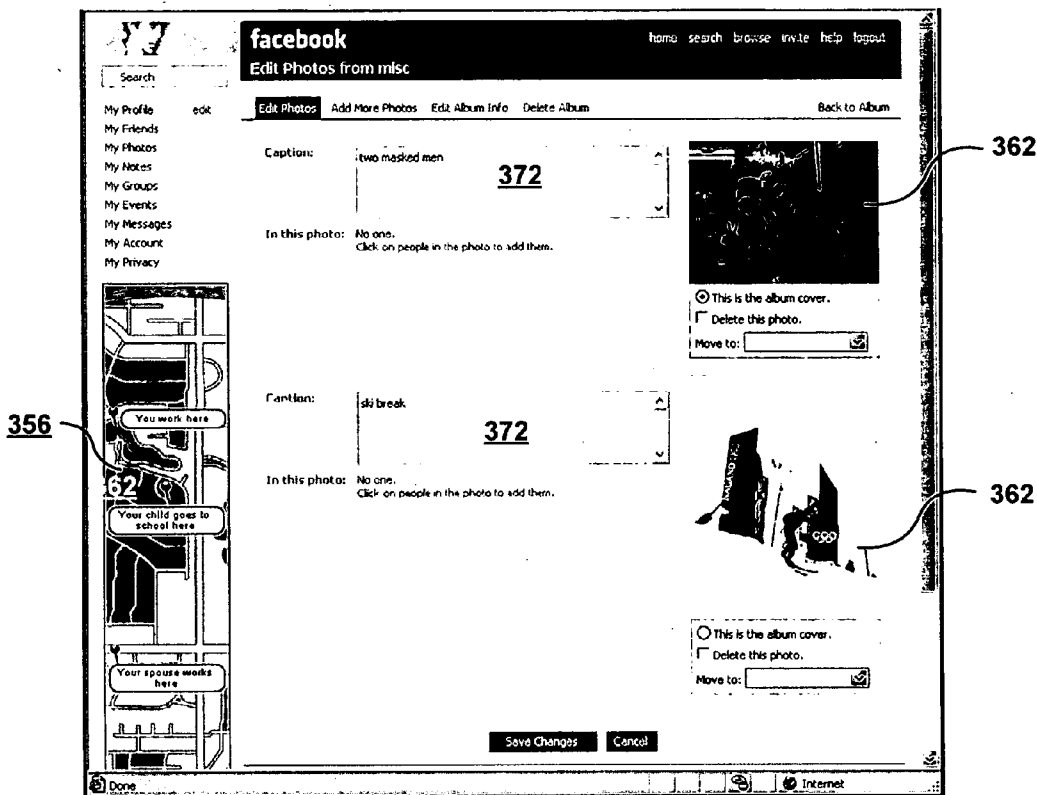 facebook
home search browse invite help logout
Edit Photos from misc
Search
My Profile edit
My Friends
My Photos
My Notes
My Groups
My Events
My Messages
My Account
My Privacy
Edit Photos Add More Photos Edit Album Info Delete Album Back to Album
Caption:
two masked men
372
362
In this photo: No one.
Click on people in the photo to add them.
This is the album cover.
Delete this photo.
Move to:
Caption:
ski break
372
In this photo: No one.
Click on people in the photo to add them.
362
This is the album cover.
Delete this photo.
Move to:
356
You work here
62
Your child goes to
school here
Your spouse works
here
Save Changes Cancel
Done Internet